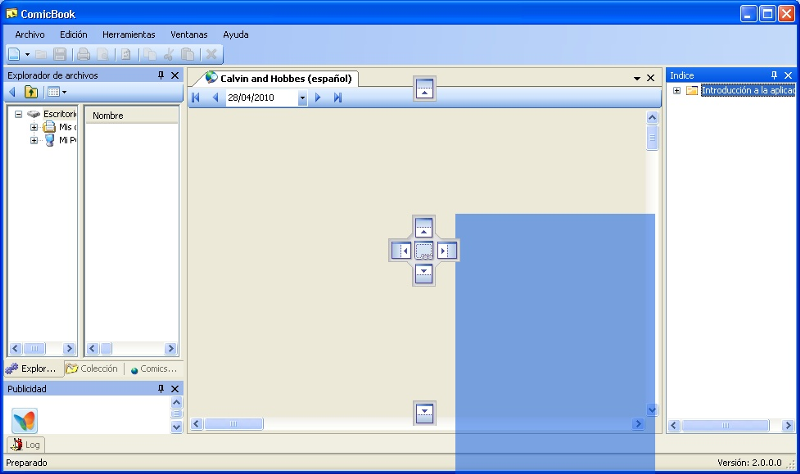 ComicBook
Archivo Edición Herramientas Ventanas Ayuda
Explorador de archivos
Calvin and Hobbes (español)
Indice
28/04/2010
Introducción a la aplicac
Nombre
Escritorio
Mis
Mi P
Explor... Colección Comics...
Publicidad
Log
Preparado
Versión: 2.0.0.0